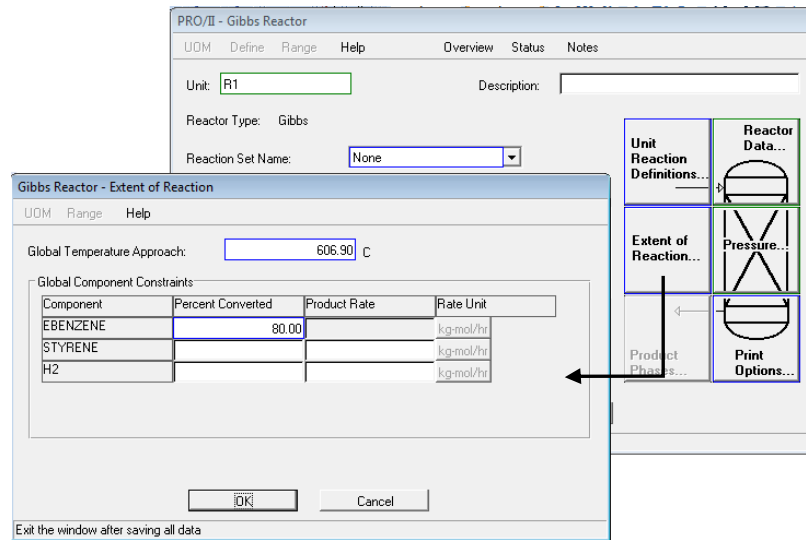 PRO/II - Gibbs Reactor
UOM Define Range Help Overview Status Notes
Unit: R1 Description:
Reactor Type: Gibbs
Reaction Set Name: None
Unit Reaction Definitions...
Reactor Data...
Extent of Reaction...
Pressure...
Product Phases...
Print Options...
Gibbs Reactor - Extent of Reaction
UOM Range Help
Global Temperature Approach: 606.90 C
Global Component Constraints
Component Percent Converted Product Rate Rate Unit
EBENZENE 80.00 kg-mol/hr
STYRENE kg-mol/hr
H2 kg-mol/hr
OK Cancel
Exit the window after saving all data